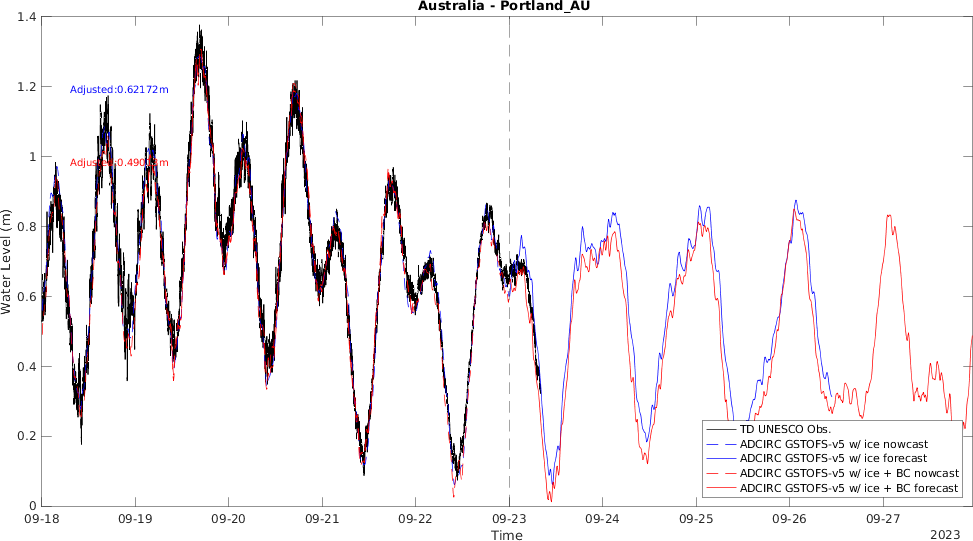 Australia - Portland_AU
1.4
1.2
1
0.8
0.6
0.4
0.2
0
Water Level (m)
Adjusted:0.62172m
TD UNESCO Obs.
ADCIRC GSTOFS-v5 w/ ice nowcast
ADCIRC GSTOFS-v5 w/ ice forecast
ADCIRC GSTOFS-v5 w/ ice + BC nowcast
ADCIRC GSTOFS-v5 w/ ice + BC forecast
09-18 09-19 09-20 09-21 09-22 09-23 09-24 09-25 09-26 09-27
Time
2023